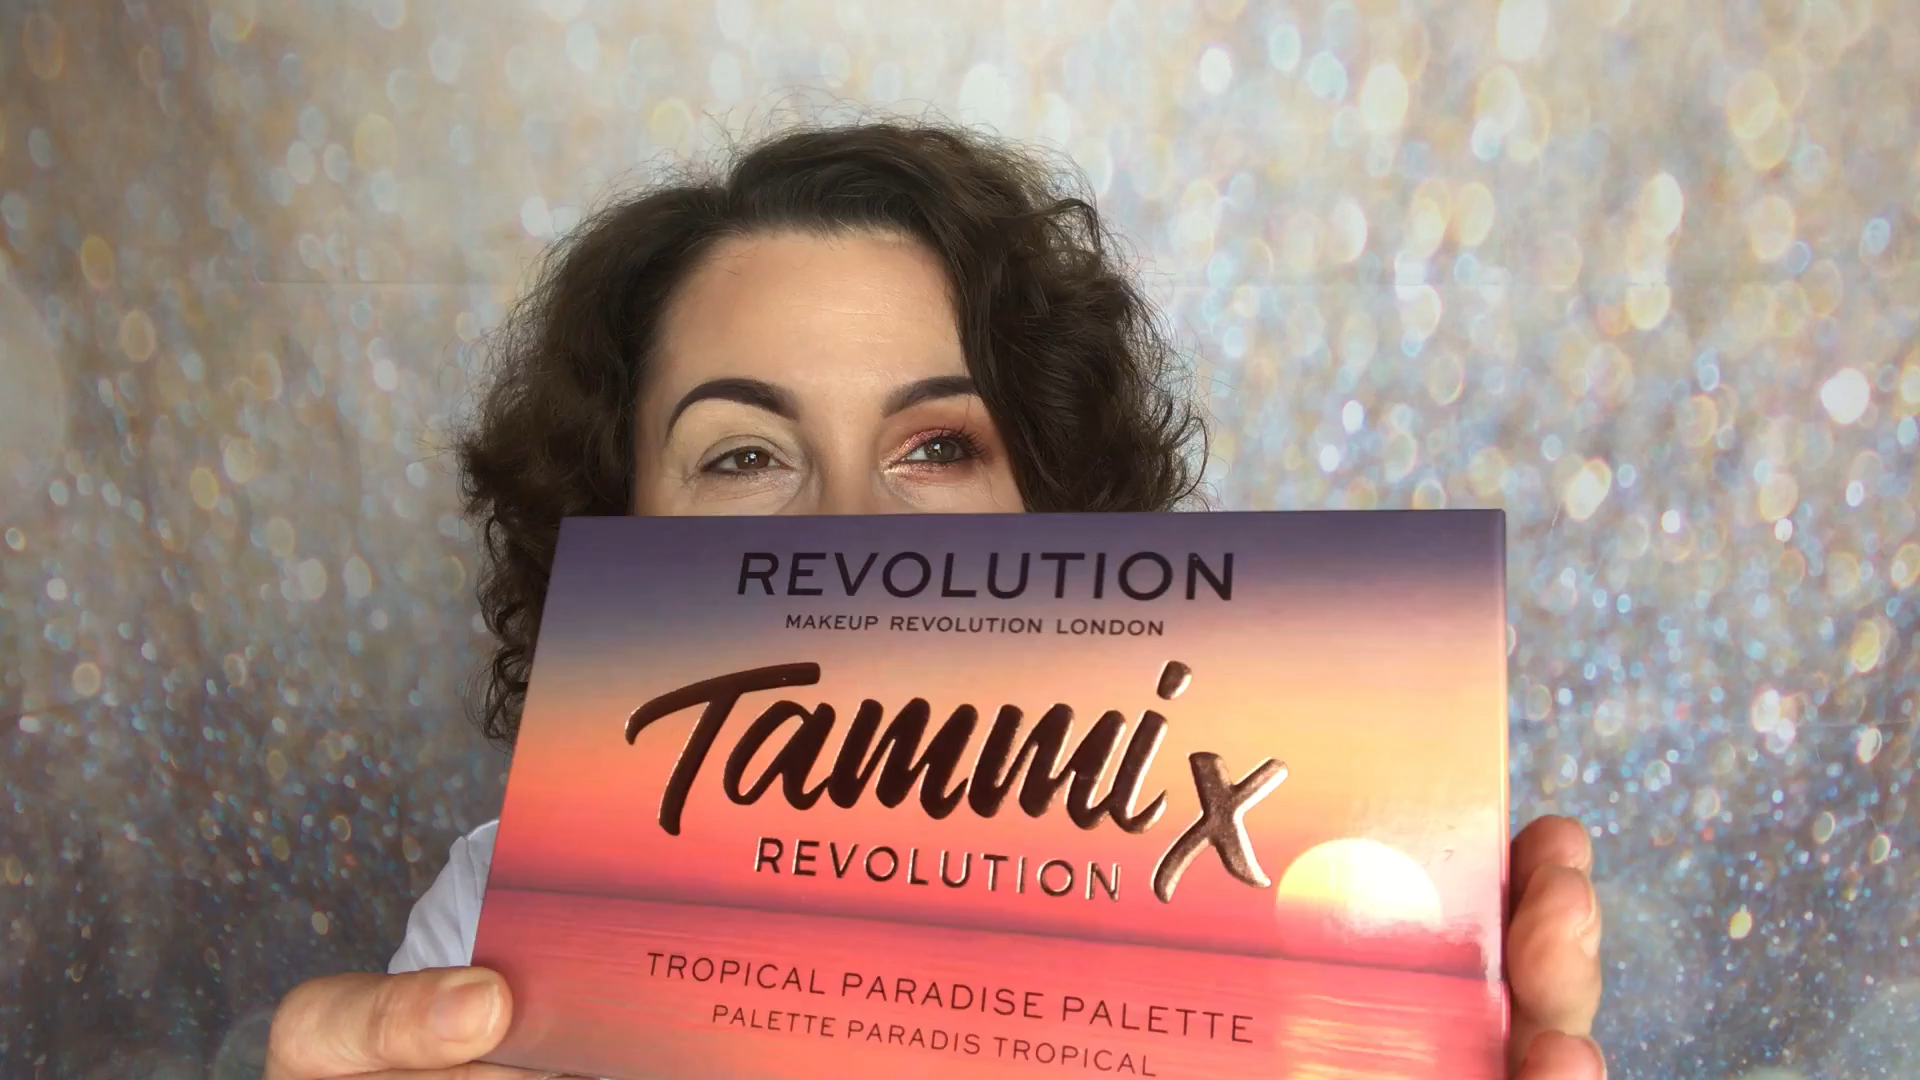 REVOLUTION
MAKEUP REVOLUTION LONDON
Tammi x
REVOLUTION
TROPICAL PARADISE PALETTE
PALETTE PARADIS TROPICAL